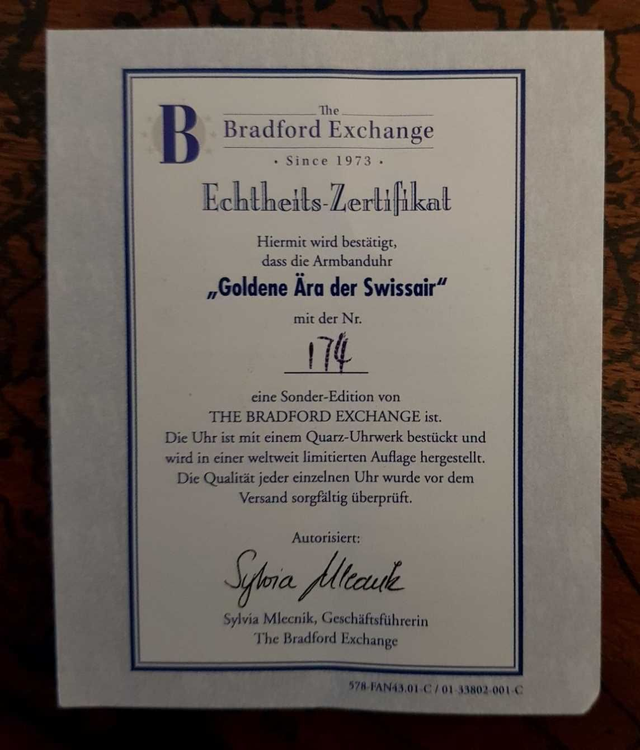 B
The
Bradford Exchange
· Since 1973 ·
Echtheits-Zertifikat
Hiermit wird bestätigt,
dass die Armbanduhr
„Goldene Ära der Swissair“
mit der Nr.
174
eine Sonder-Edition von
THE BRADFORD EXCHANGE ist.
Die Uhr ist mit einem Quarz-Uhrwerk bestückt und
wird in einer weltweit limitierten Auflage hergestellt.
Die Qualität jeder einzelnen Uhr wurde vor dem
Versand sorgfältig überprüft.
Autorisiert:
Sylvia Mlecnik
Sylvia Mlecnik, Geschäftsführerin
The Bradford Exchange
578-FAN43.01-C / 01-33802-001-C